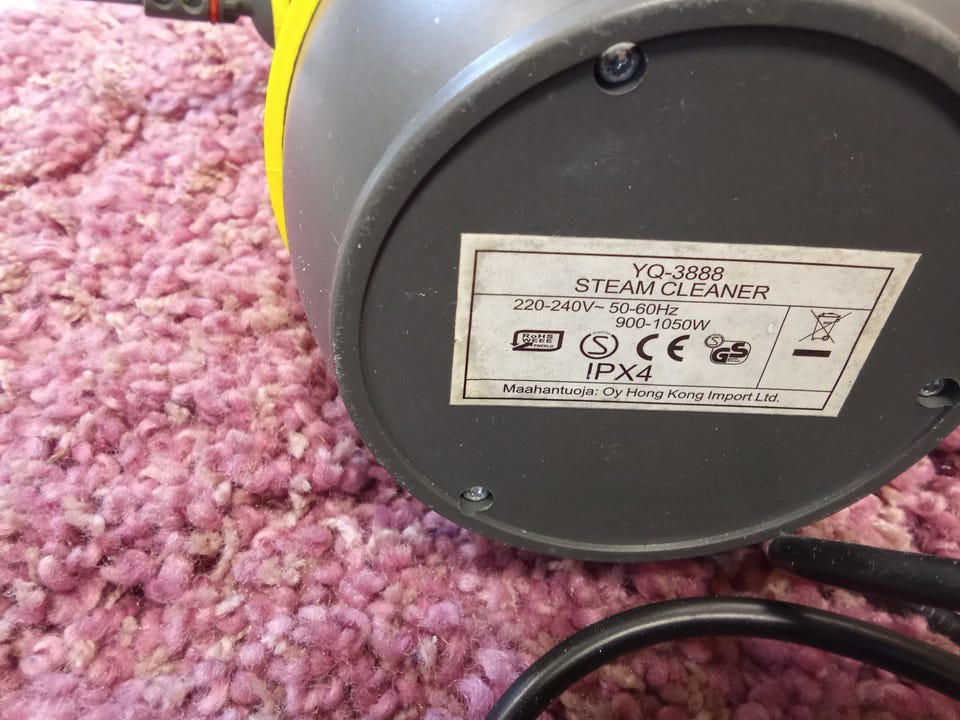 YQ-3888
STEAM CLEANER
220-240V~ 50-60Hz
900-1050W
RoHS
WEEE
S
CE
S GS
IPX4
Maahantuoja: Oy Hong Kong Import Ltd.